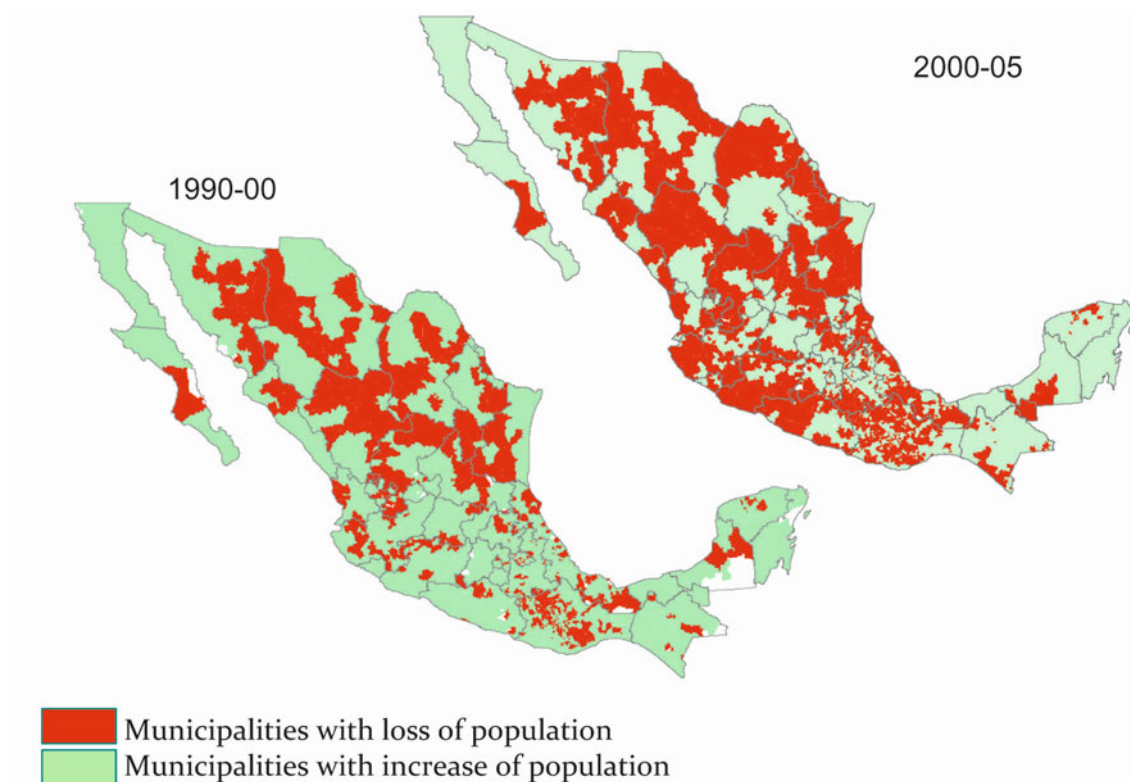 2000-05
1990-00
Municipalities with loss of population
Municipalities with increase of population